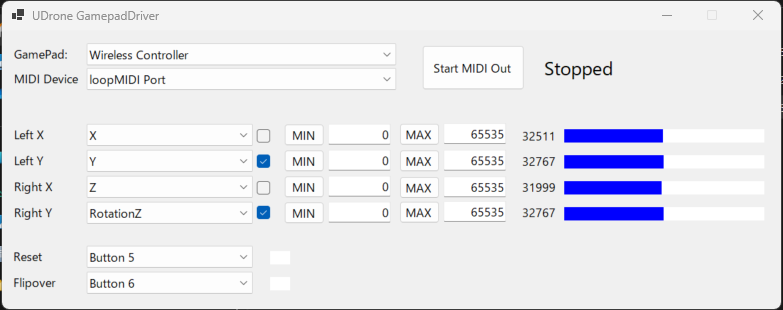 UDrone GamepadDriver
GamePad: Wireless Controller Start MIDI Out Stopped
MIDI Device loopMIDI Port
Left X X MIN 0 MAX 65535 32511
Left Y Y MIN 0 MAX 65535 32767
Right X Z MIN 0 MAX 65535 31999
Right Y RotationZ MIN 0 MAX 65535 32767
Reset Button 5
Flipover Button 6